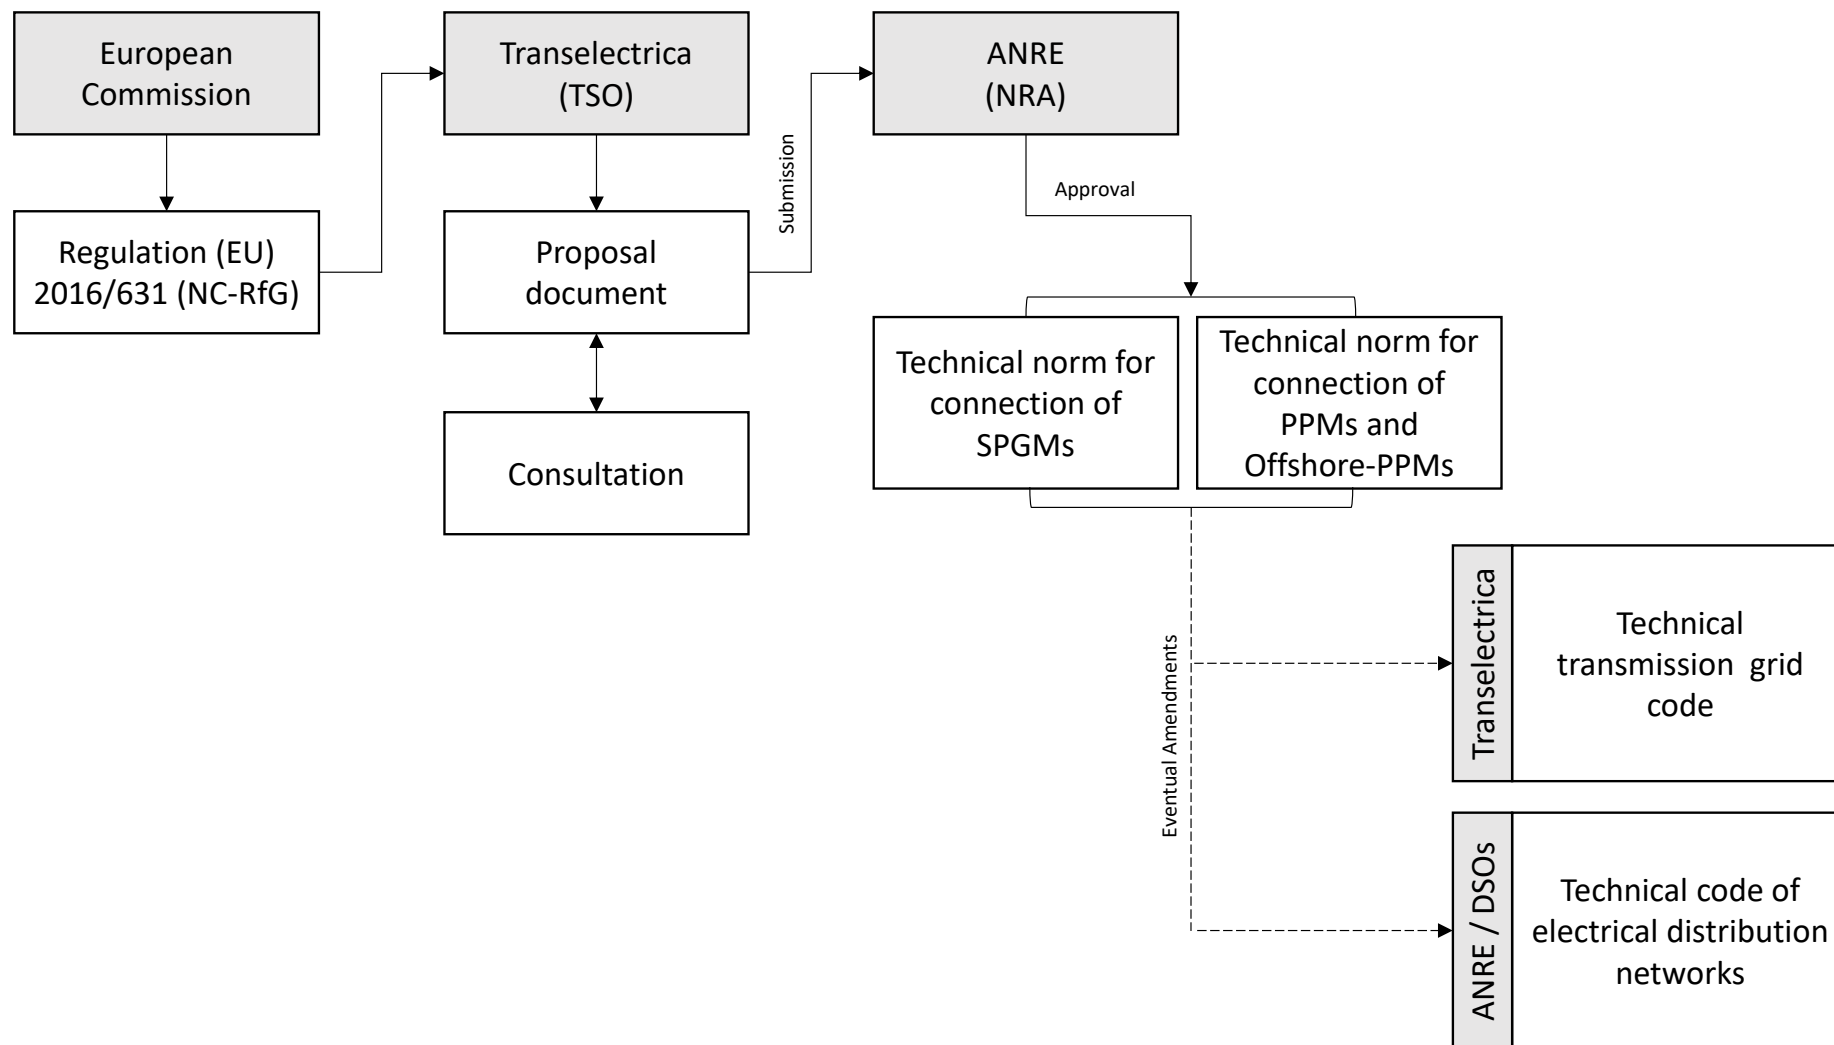 European
Commission
Transelectrica
(TSO)
ANRE
(NRA)
Submission
Approval
Regulation (EU)
2016/631 (NC-RfG)
Proposal
document
Technical norm for
connection of
SPGMs
Technical norm for
connection of
PPMs and
Offshore-PPMs
Consultation
Eventual Amendments
Transelectrica
Technical
transmission grid
code
ANRE / DSOs
Technical code of
electrical distribution
networks